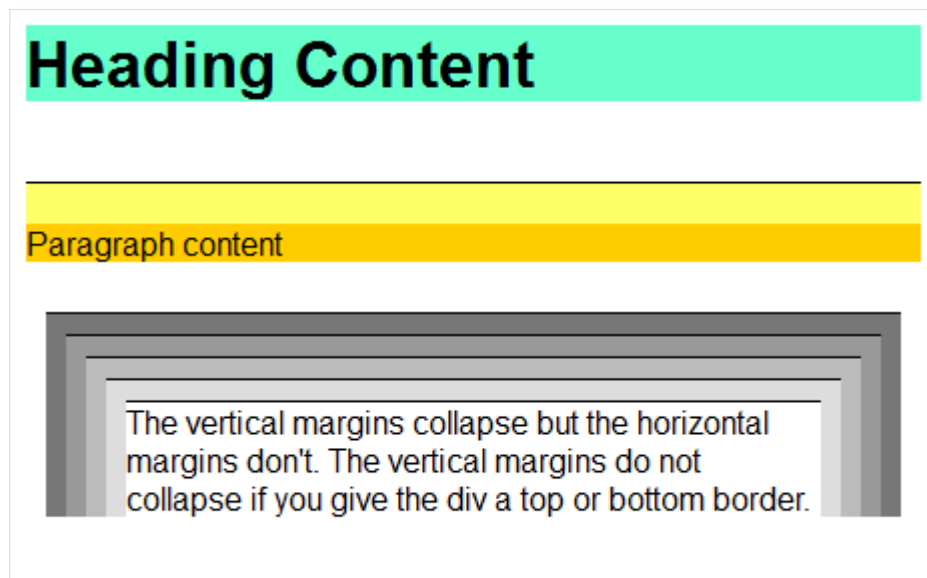 Heading Content
Paragraph content
The vertical margins collapse but the horizontal
margins don't. The vertical margins do not
collapse if you give the div a top or bottom border.